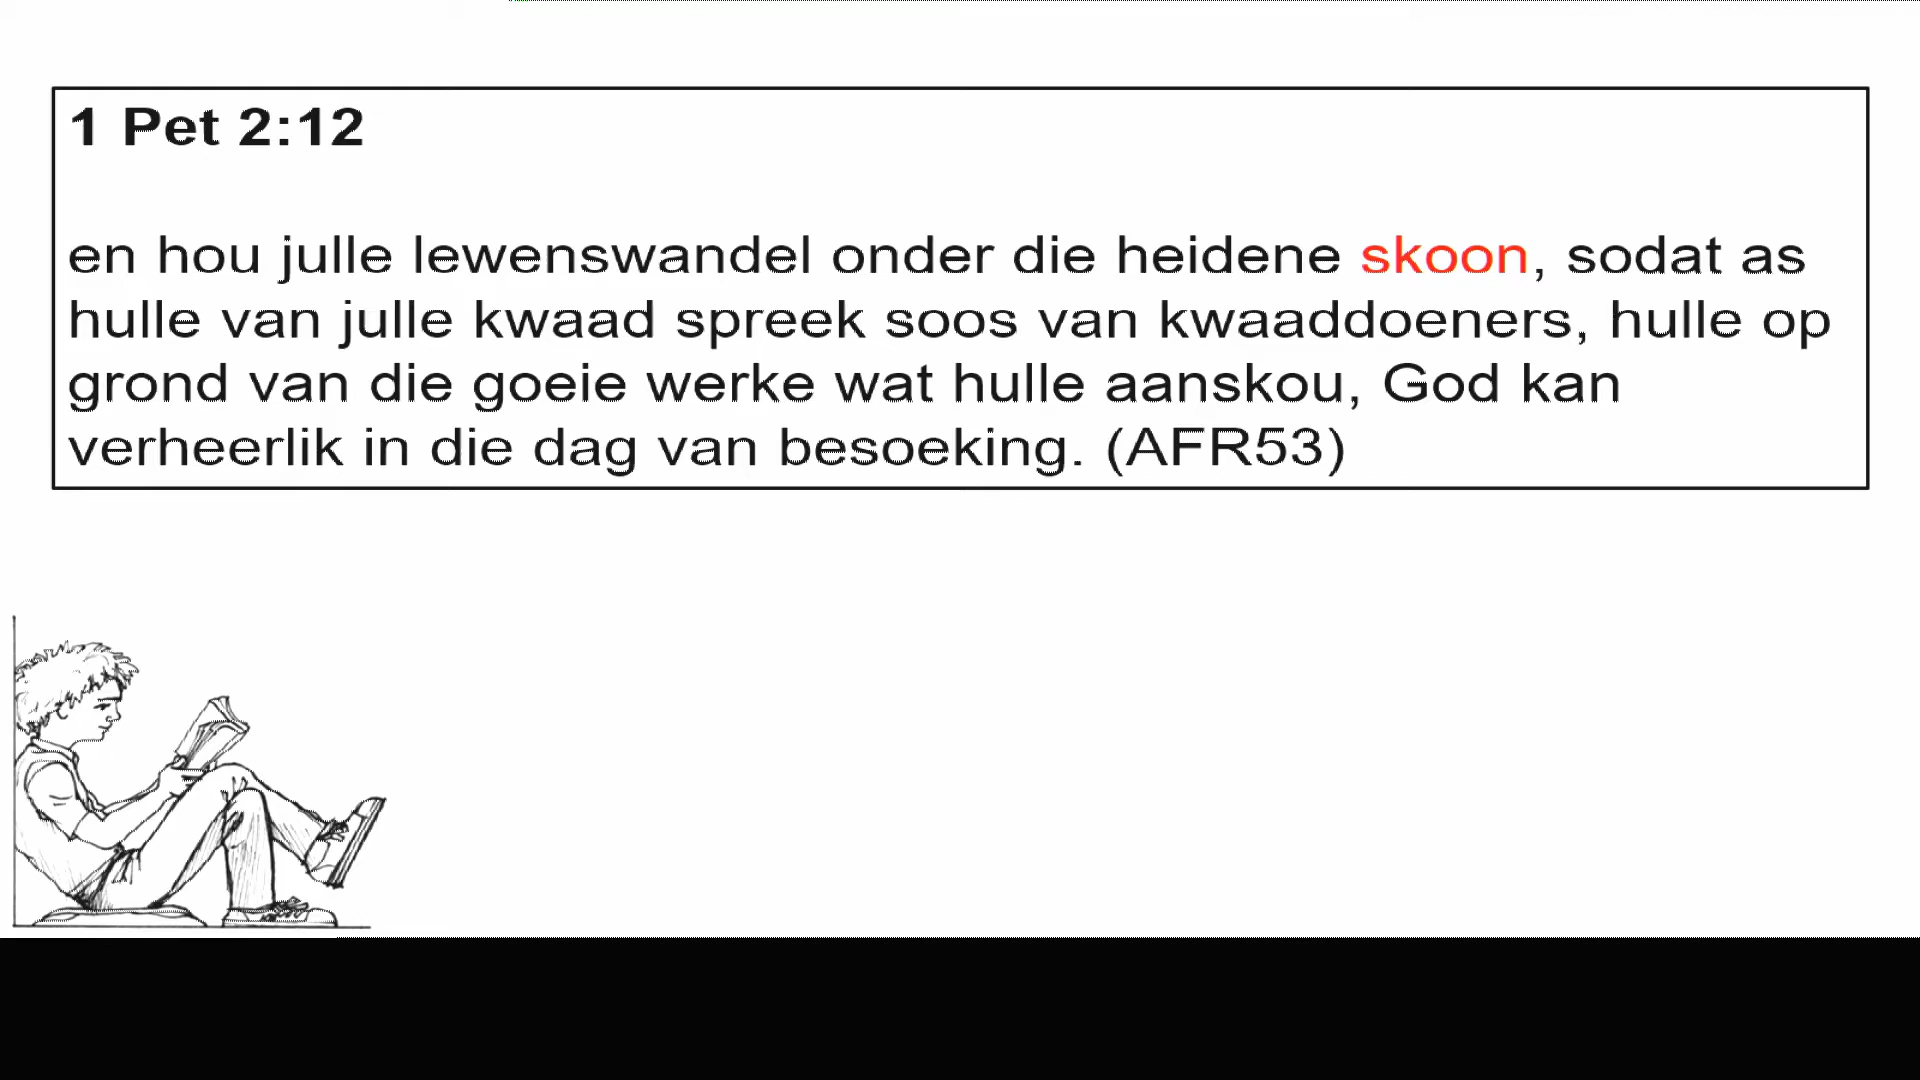 1 Pet 2:12
en hou julle lewenswandel onder die heidene skoon, sodat as
hulle van julle kwaad spreek soos van kwaaddoeners, hulle op
grond van die goeie werke wat hulle aanskou, God kan
verheerlik in die dag van besoeking. (AFR53)